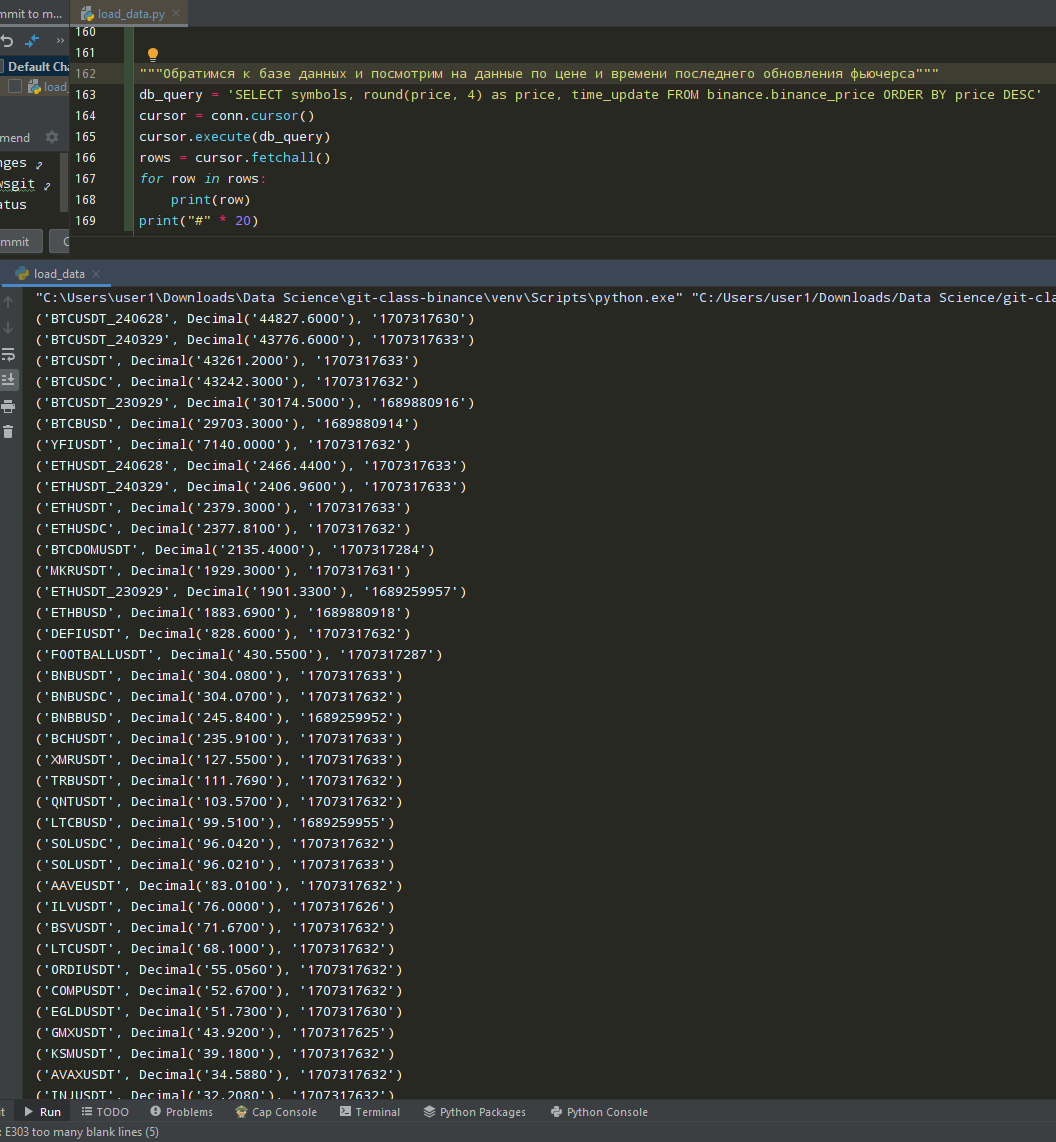 mmit to m...
load_data.py
Default Cha
load_
mend
nges
wsgit
atus
mmit
C
160
161
162 """Обратимся к базе данных и посмотрим на данные по цене и времени последнего обновления фьючерса"""
163 db_query = 'SELECT symbols, round(price, 4) as price, time_update FROM binance.binance_price ORDER BY price DESC'
164 cursor = conn.cursor()
165 cursor.execute(db_query)
166 rows = cursor.fetchall()
167 for row in rows:
168 print(row)
169 print("#" * 20)
load_data
"C:\Users\user1\Downloads\Data Science\git-class-binance\venv\Scripts\python.exe" "C:/Users/user1/Downloads/Data Science/git-cla
('BTCUSDT_240628', Decimal('44827.6000'), '1707317630')
('BTCUSDT_240329', Decimal('43776.6000'), '1707317633')
('BTCUSDT', Decimal('43261.2000'), '1707317633')
('BTCUSDC', Decimal('43242.3000'), '1707317632')
('BTCUSDT_230929', Decimal('30174.5000'), '1689880916')
('BTCBUSD', Decimal('29703.3000'), '1689880914')
('YFIUSDT', Decimal('7140.0000'), '1707317632')
('ETHUSDT_240628', Decimal('2466.4400'), '1707317633')
('ETHUSDT_240329', Decimal('2406.9600'), '1707317633')
('ETHUSDT', Decimal('2379.3000'), '1707317633')
('ETHUSDC', Decimal('2377.8100'), '1707317632')
('BTCDOMUSDT', Decimal('2135.4000'), '1707317284')
('MKRUSDT', Decimal('1929.3000'), '1707317631')
('ETHUSDT_230929', Decimal('1901.3300'), '1689259957')
('ETHBUSD', Decimal('1883.6900'), '1689880918')
('DEFIUSDT', Decimal('828.6000'), '1707317632')
('FOOTBALLUSDT', Decimal('430.5500'), '1707317287')
('BNBUSDT', Decimal('304.0800'), '1707317633')
('BNBUSDC', Decimal('304.0700'), '1707317632')
('BNBBUSD', Decimal('245.8400'), '1689259952')
('BCHUSDT', Decimal('235.9100'), '1707317633')
('XMRUSDT', Decimal('127.5500'), '1707317633')
('TRBUSDT', Decimal('111.7690'), '1707317632')
('QNTUSDT', Decimal('103.5700'), '1707317632')
('LTCBUSD', Decimal('99.5100'), '1689259955')
('SOLUSDC', Decimal('96.0420'), '1707317632')
('SOLUSDT', Decimal('96.0210'), '1707317633')
('AAVEUSDT', Decimal('83.0100'), '1707317632')
('ILVUSDT', Decimal('76.0000'), '1707317626')
('BSVUSDT', Decimal('71.6700'), '1707317632')
('LTCUSDT', Decimal('68.1000'), '1707317632')
('ORDIUSDT', Decimal('55.0560'), '1707317632')
('COMPUSDT', Decimal('52.6700'), '1707317632')
('EGLDUSDT', Decimal('51.7300'), '1707317630')
('GMXUSDT', Decimal('43.9200'), '1707317625')
('KSMUSDT', Decimal('39.1800'), '1707317632')
('AVAXUSDT', Decimal('34.5880'), '1707317632')
('INJUSDT', Decimal('32.2080'), '1707317632')
it Run TODO Problems Cap Console Terminal Python Packages Python Console
: E303 too many blank lines (5)